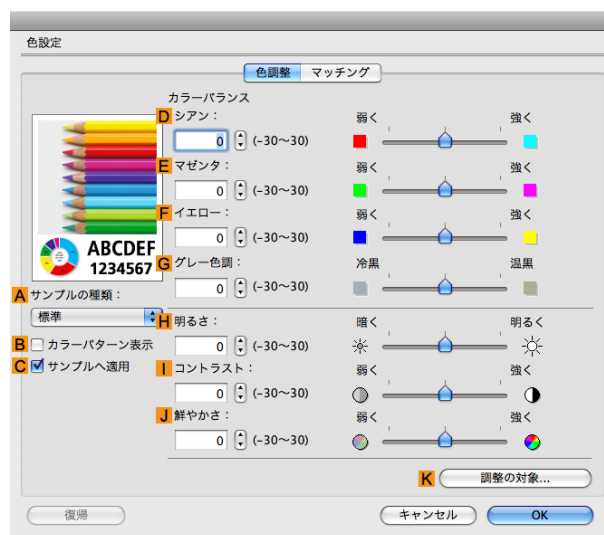 色設定
色調整 マッチング
カラーバランス
D シアン： 弱く 強く
0 (-30〜30)
E マゼンタ： 弱く 強く
0 (-30〜30)
F イエロー： 弱く 強く
0 (-30〜30)
ABCDEF
1234567
G グレー色調： 冷黒 温黒
0 (-30〜30)
A サンプルの種類：
標準
H 明るさ： 暗く 明るく
0 (-30〜30)
B カラーパターン表示
C サンプルへ適用
I コントラスト： 弱く 強く
0 (-30〜30)
J 鮮やかさ： 弱く 強く
0 (-30〜30)
K 調整の対象...
復帰 キャンセル OK